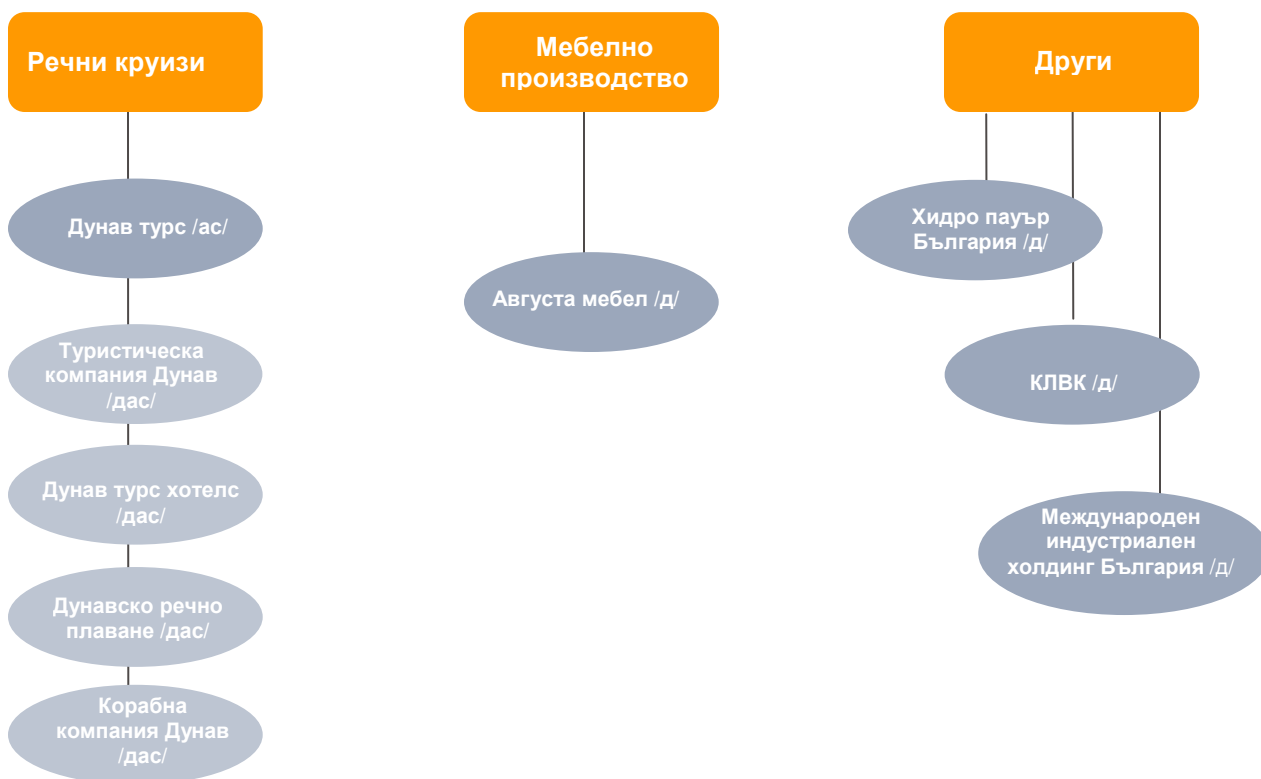 Речни круизи
Мебелно
производство
Други
Дунав турс /ас/
Туристическа
компания Дунав
/дас/
Дунав турс хотелс
/дас/
Дунавско речно
плаване /дас/
Корабна
компания Дунав
/дас/
Августа мебел /д/
Хидро пауър
България /д/
КЛВК /д/
Международен
индустриален
холдинг България /д/